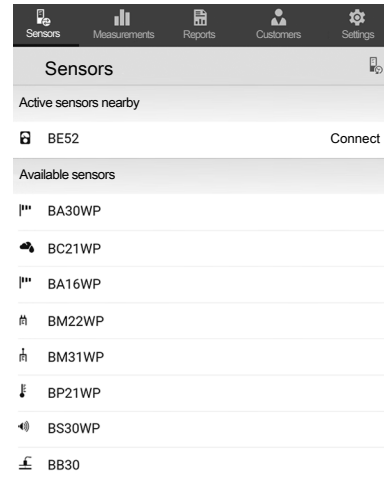 Sensors Measurements Reports Customers Settings
Sensors
Active sensors nearby
BE52 Connect
Available sensors
BA30WP
BC21WP
BA16WP
BM22WP
BM31WP
BP21WP
BS30WP
BB30